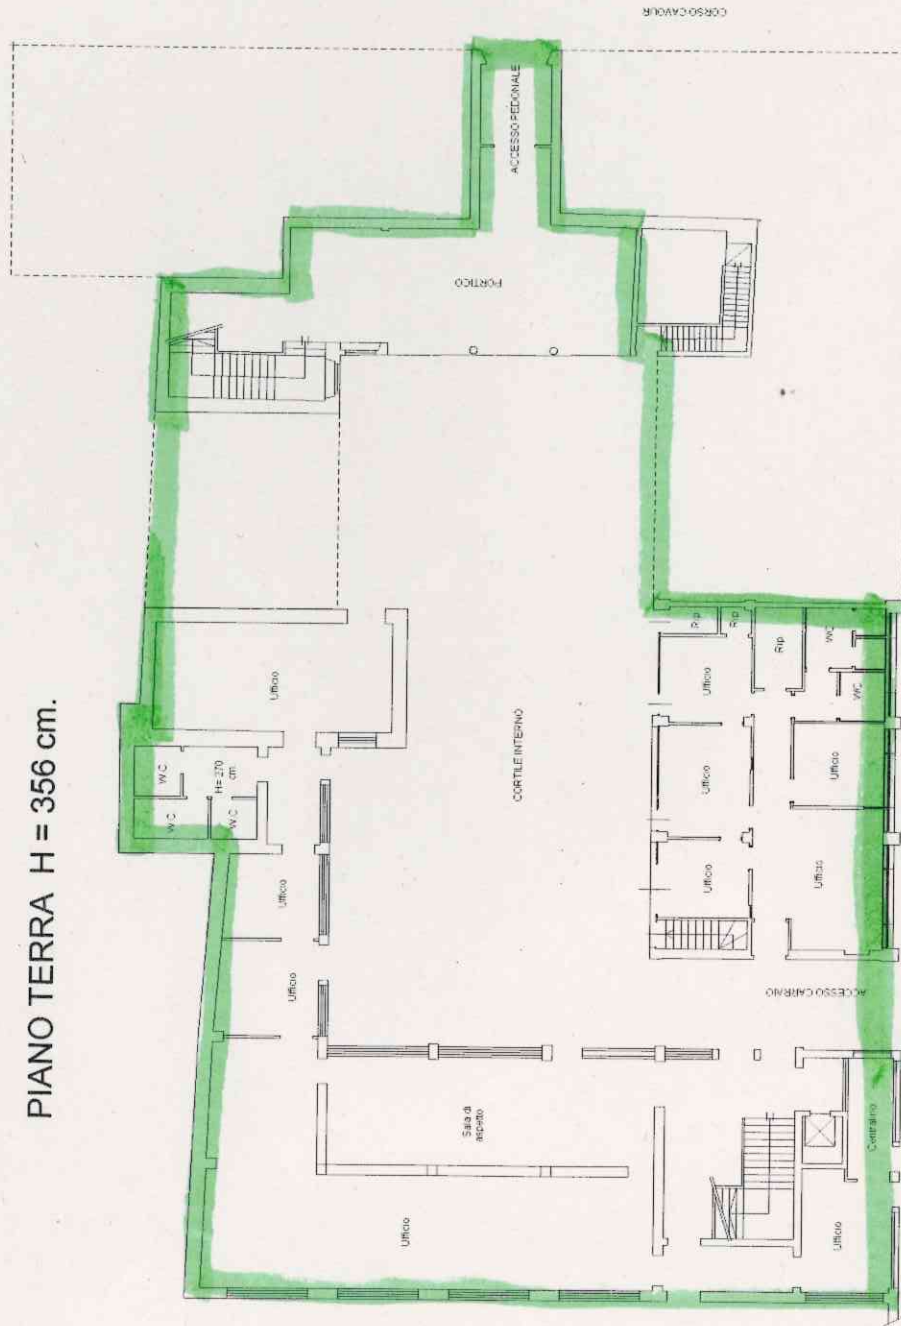 CORSO CAVOUR
PIANO TERRA H = 356 cm.
ACCESSO PEDONALE
PORTICO
Ufficio
W.C
W.C
W.C
H= 270
cm.
Ufficio
Ufficio
CORTILE INTERNO
Rip
Rip
Rip
WC
WC
Ufficio
Ufficio
Ufficio
Ufficio
Ufficio
ACCESSO CARRAIO
Sala di
aspetto
Ufficio
Centralino
Ufficio